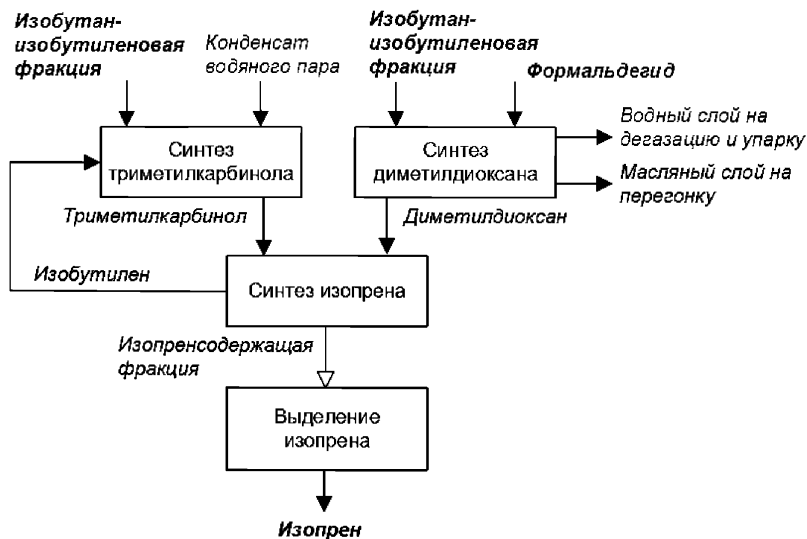 Изобутан-
изобутиленовая
фракция
Конденсат
водяного пара
Изобутан-
изобутиленовая
фракция
Формальдегид
Синтез
триметилкарбинола
Синтез
диметилдиоксана
Водный слой на
дегазацию и упарку
Масляный слой на
перегонку
Триметилкарбинол
Диметилдиоксан
Изобутилен
Синтез изопрена
Изопренсодержащая
фракция
Выделение
изопрена
Изопрен